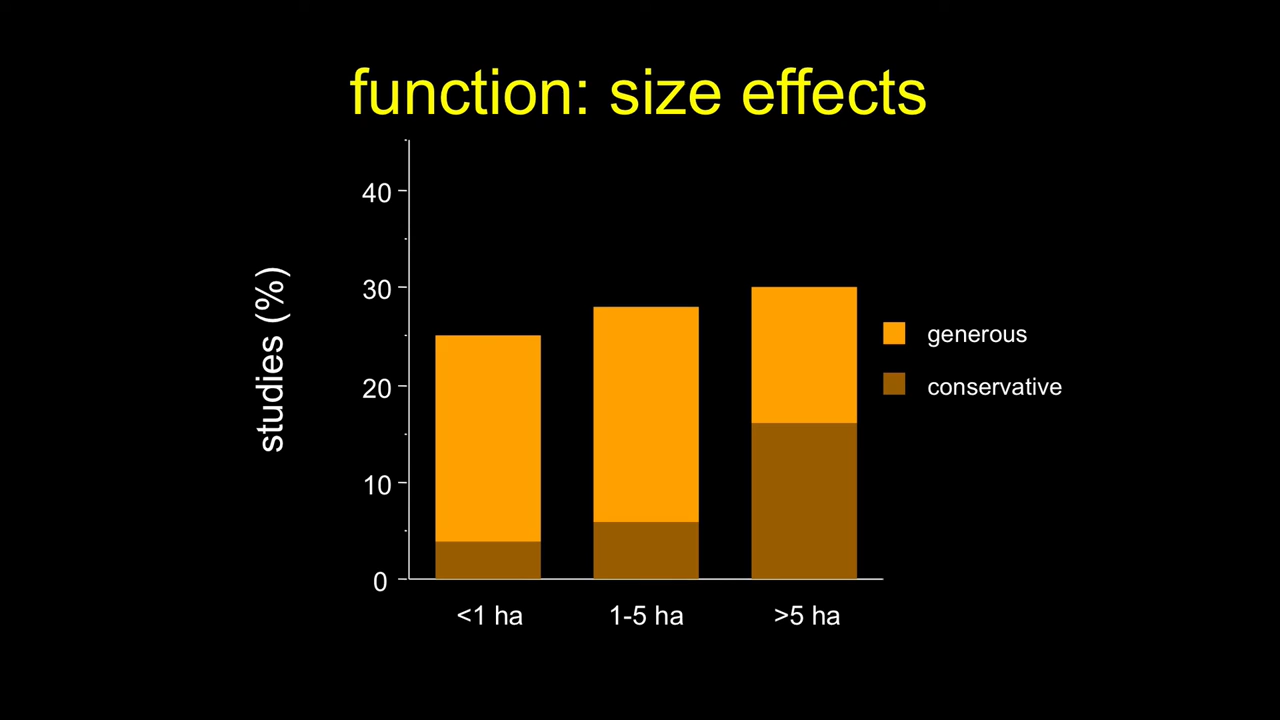 function: size effects
studies (%)
40
30
20
10
0
<1 ha
1-5 ha
>5 ha
generous
conservative